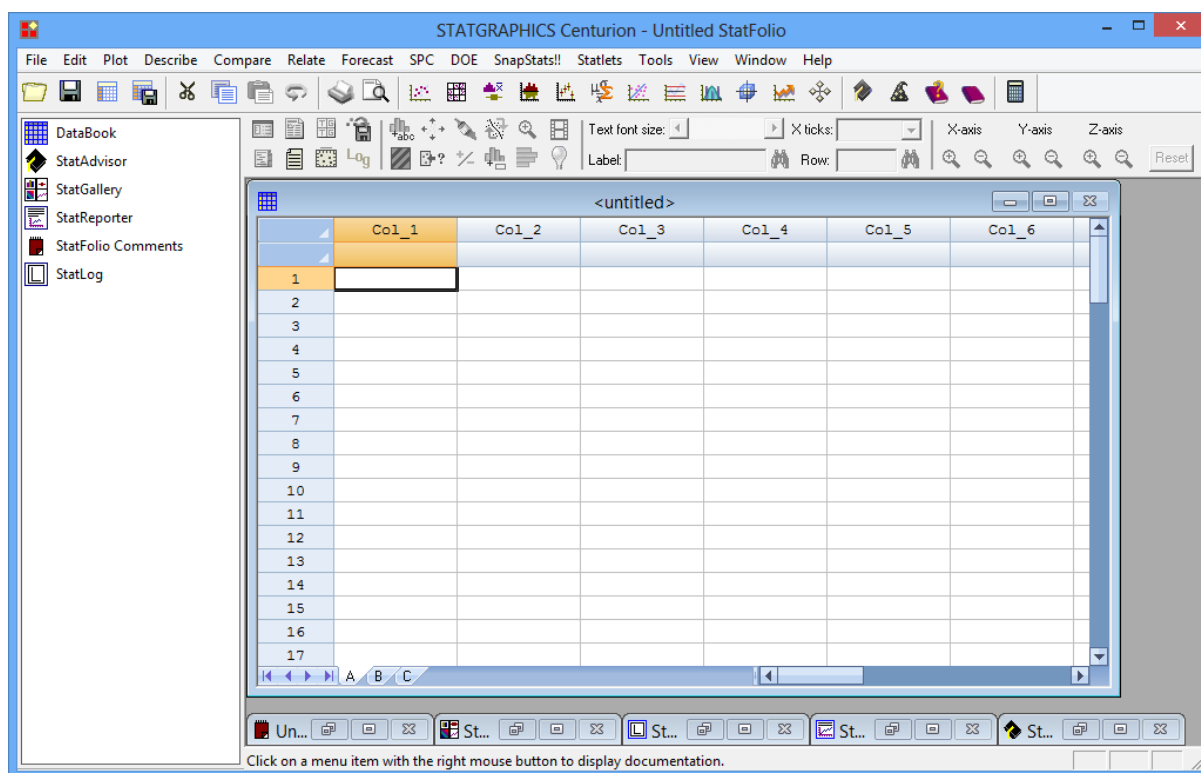 STATGRAPHICS Centurion - Untitled StatFolio
File Edit Plot Describe Compare Relate Forecast SPC DOE SnapStats!! Statlets Tools View Window Help
DataBook
StatAdvisor
StatGallery
StatReporter
StatFolio Comments
StatLog
abc Text font size: X ticks: X-axis Y-axis Z-axis
Log ? Label: Row: Reset
<untitled>
Col_1 Col_2 Col_3 Col_4 Col_5 Col_6
1
2
3
4
5
6
7
8
9
10
11
12
13
14
15
16
17
A B C
Un... St... St... St... St...
Click on a menu item with the right mouse button to display documentation.